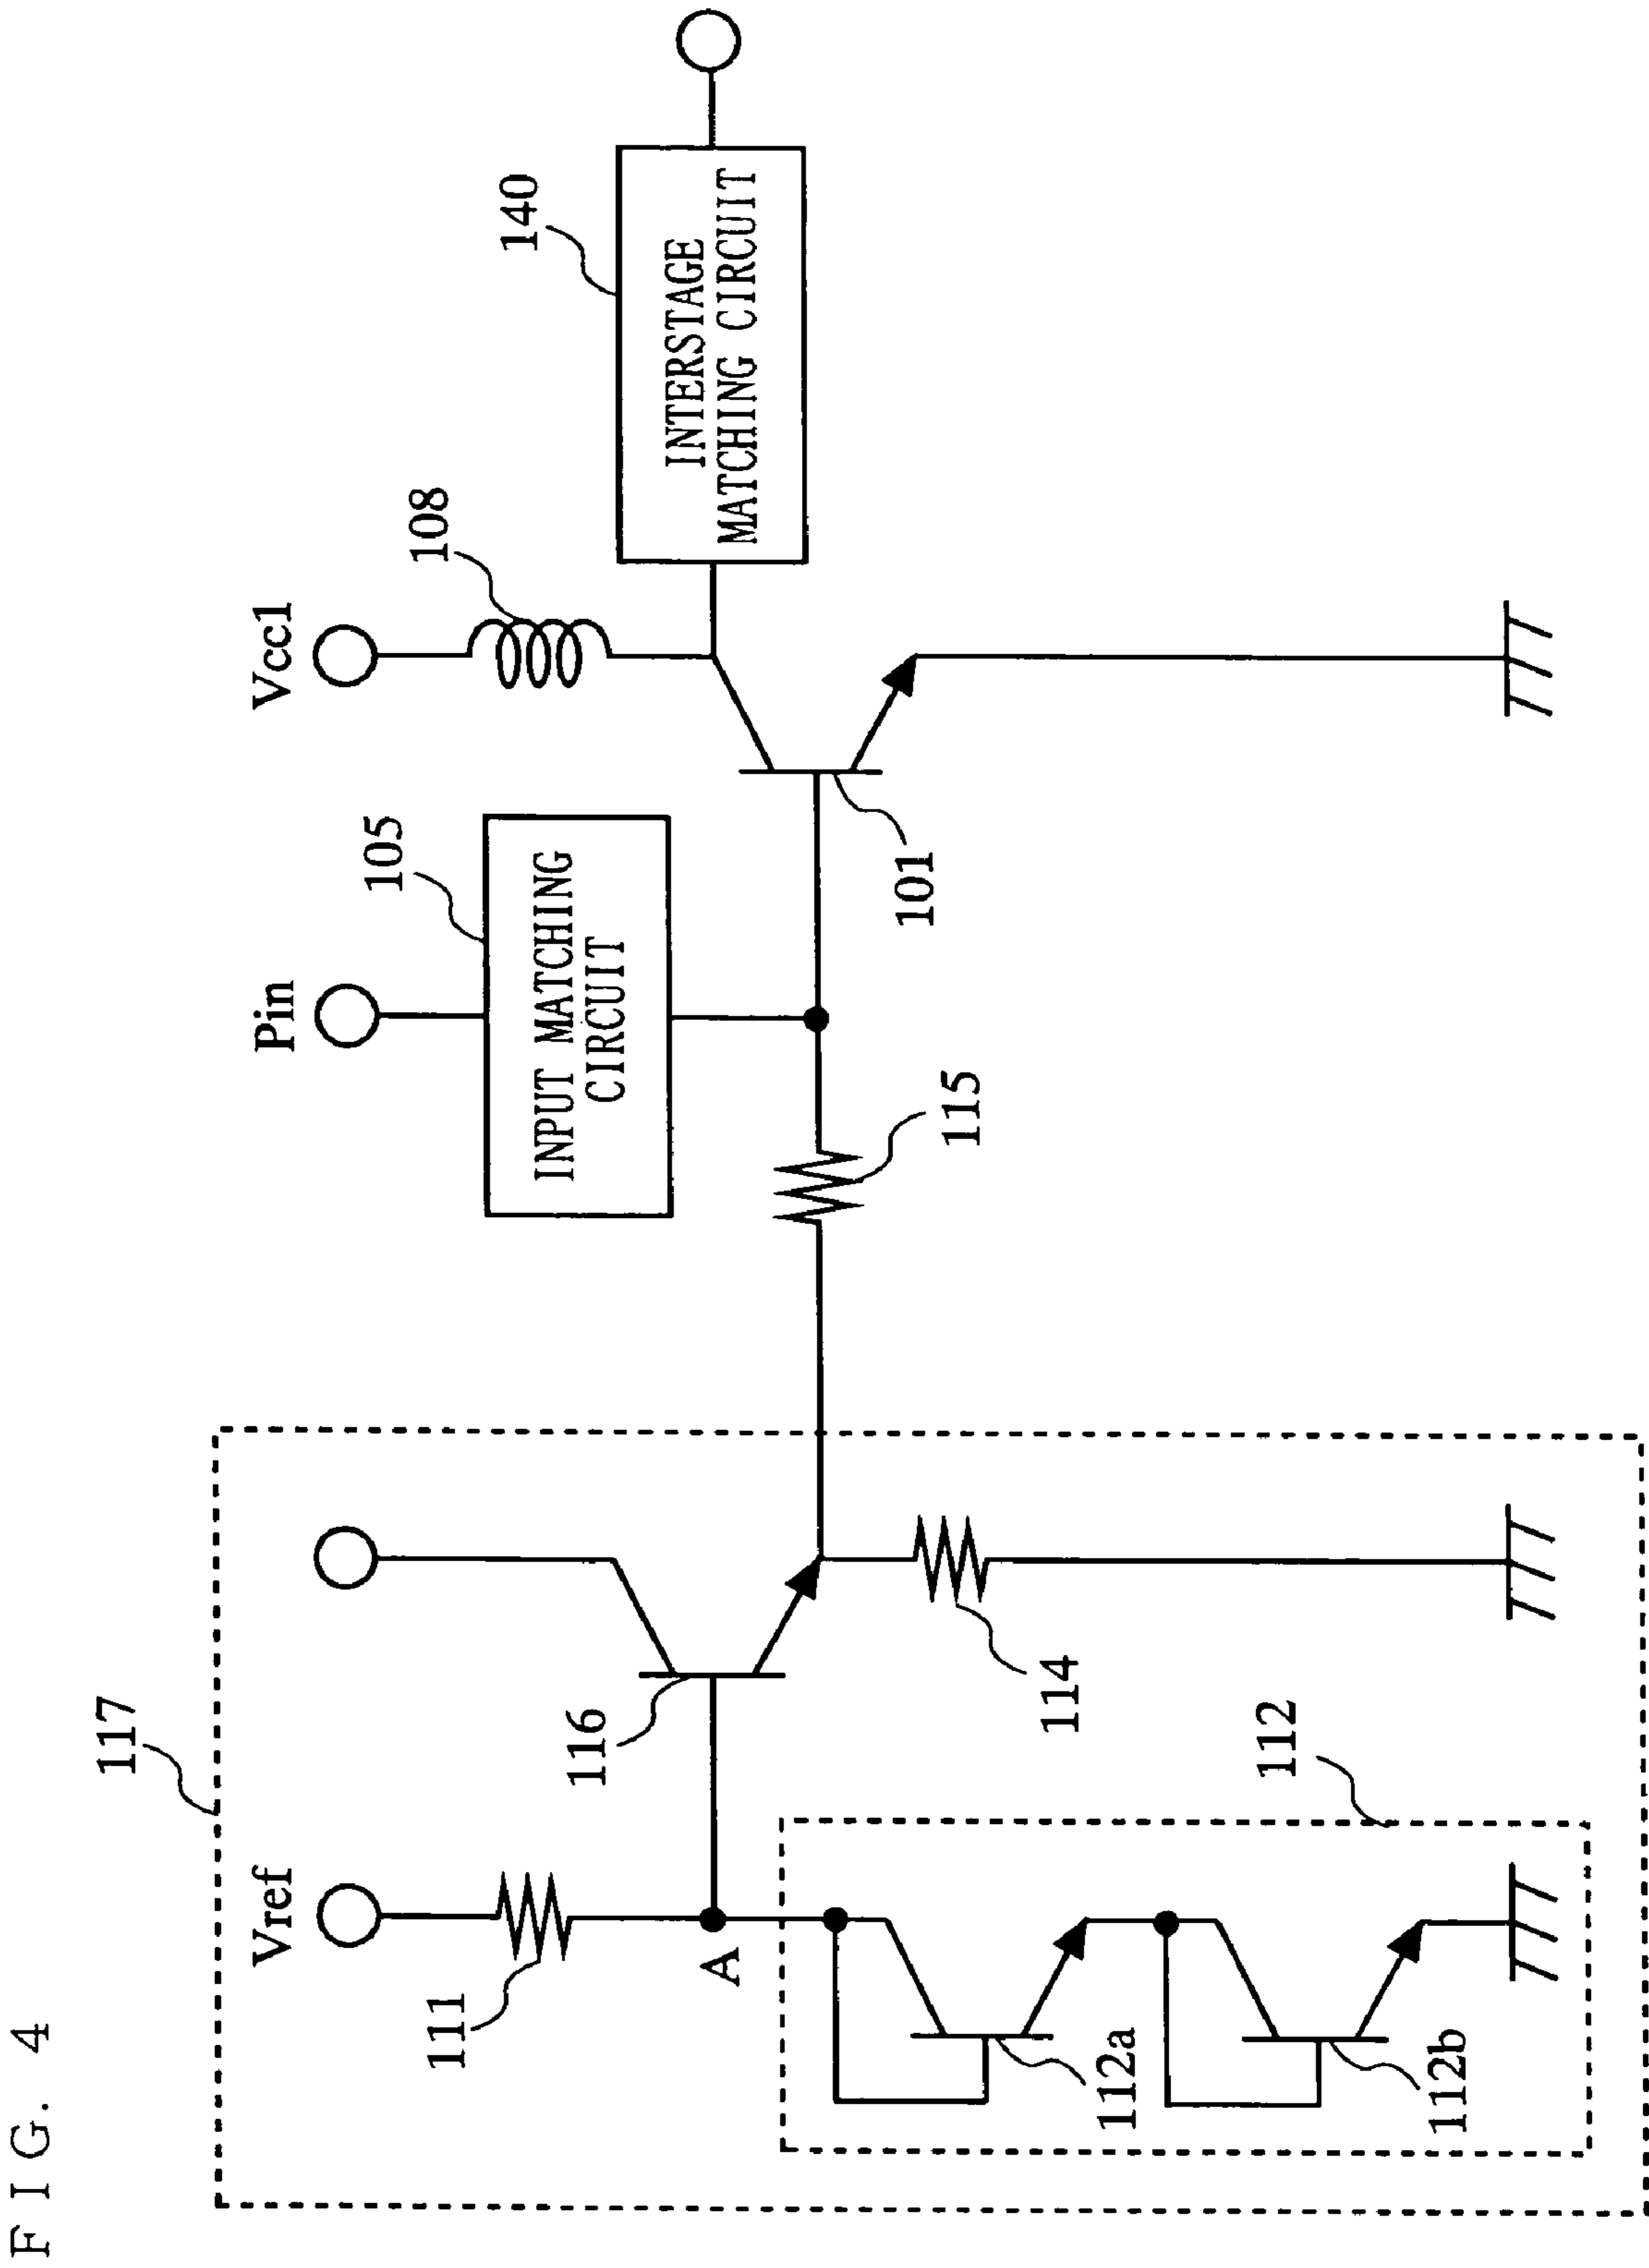 FIG. 4
117
Vref
Pin
Vcc1
111
105
108
140
INPUT MATCHING
CIRCUIT
INTERSTAGE
MATCHING CIRCUIT
116
A
101
115
114
112
112a
112b